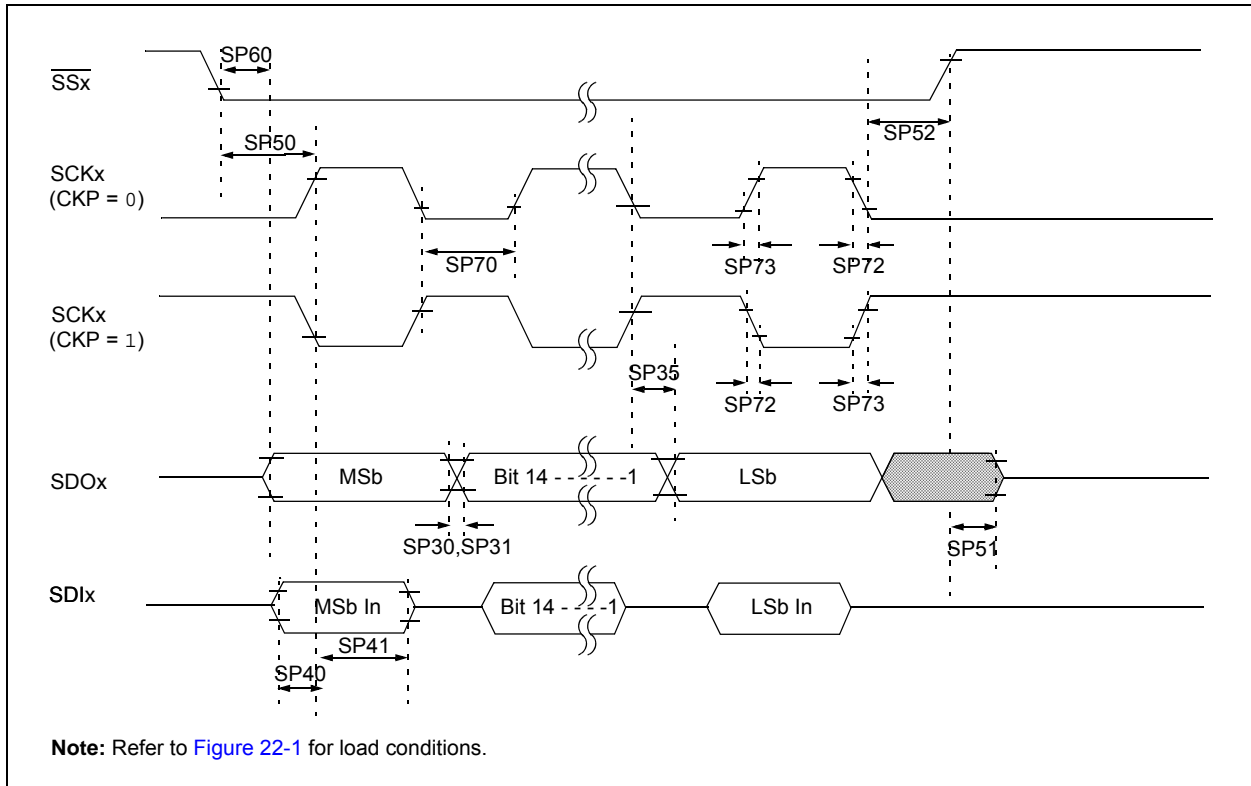 SP60
SSx
SP52
SP50
SCKx
(CKP = 0)
SP70
SP73
SP72
SCKx
(CKP = 1)
SP35
SP72
SP73
SDOx
MSb
Bit 14 - - - - - -1
LSb
SP30,SP31
SP51
SDIx
MSb In
Bit 14 - - - -1
LSb In
SP41
SP40
Note: Refer to Figure 22-1 for load conditions.